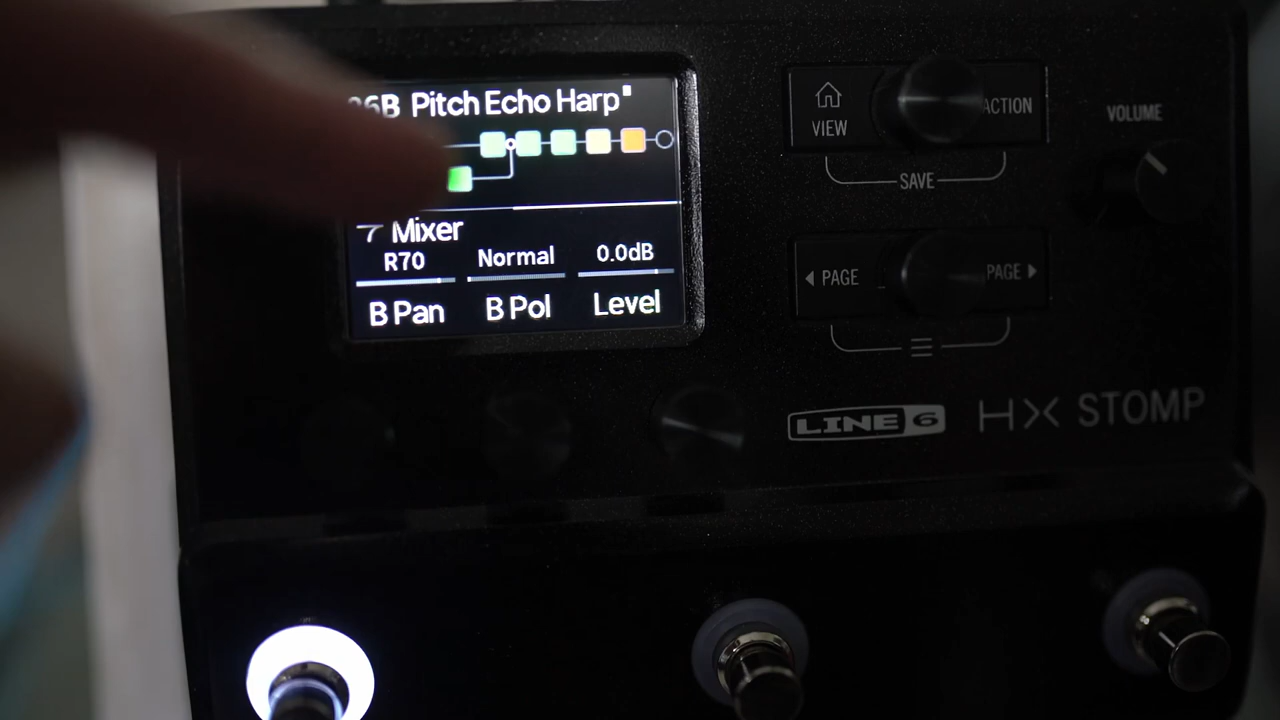 6B Pitch Echo Harp"
Mixer
R70 Normal 0.0dB
B Pan B Pol Level
VIEW
ACTION
SAVE
VOLUME
PAGE
PAGE
LINE 6 HX STOMP